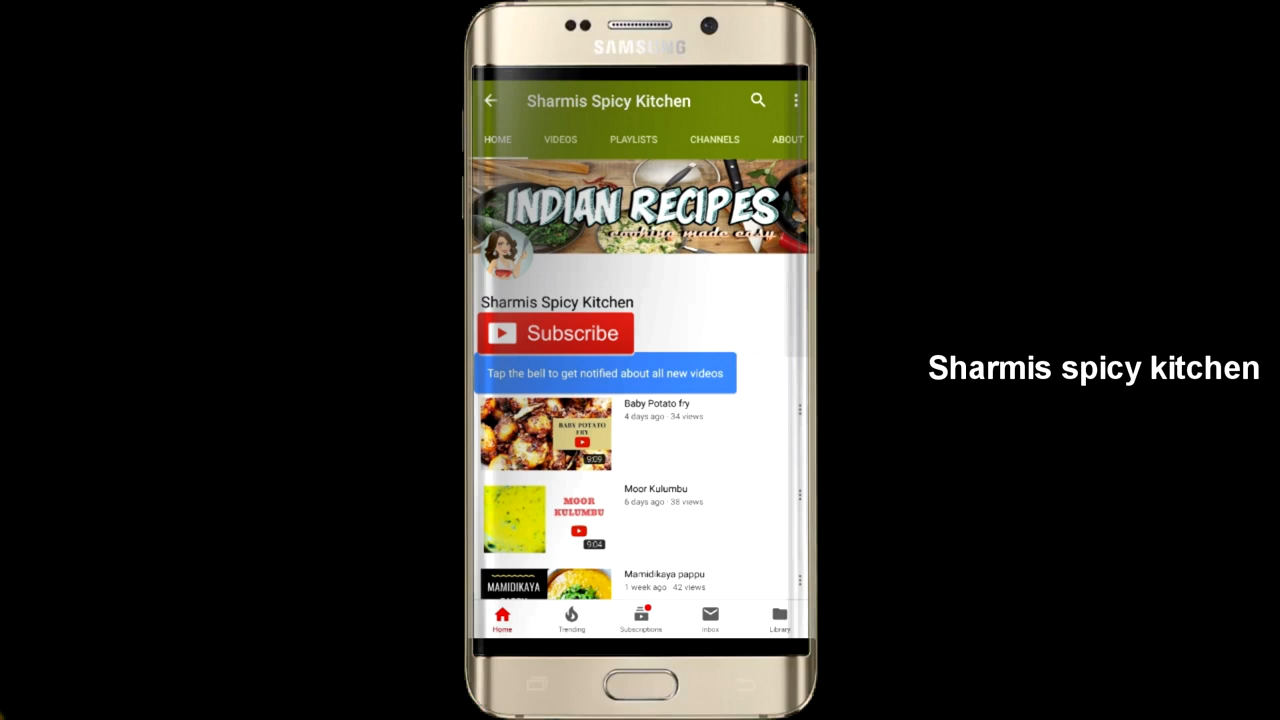 SAMSUNG
Sharmis Spicy Kitchen
HOME VIDEOS PLAYLISTS CHANNELS ABOUT
INDIAN RECIPES
cooking made easy
Sharmis Spicy Kitchen
Subscribe
Sharmis spicy kitchen
Tap the bell to get notified about all new videos
Baby Potato fry
4 days ago · 34 views
BABY POTATO
FRY
9:09
Moor Kulumbu
6 days ago · 38 views
MOOR
KULUMBU
9:04
Mamidikaya pappu
1 week ago · 42 views
MAMIDIKAYA
Home Trending Subscriptions Inbox Library